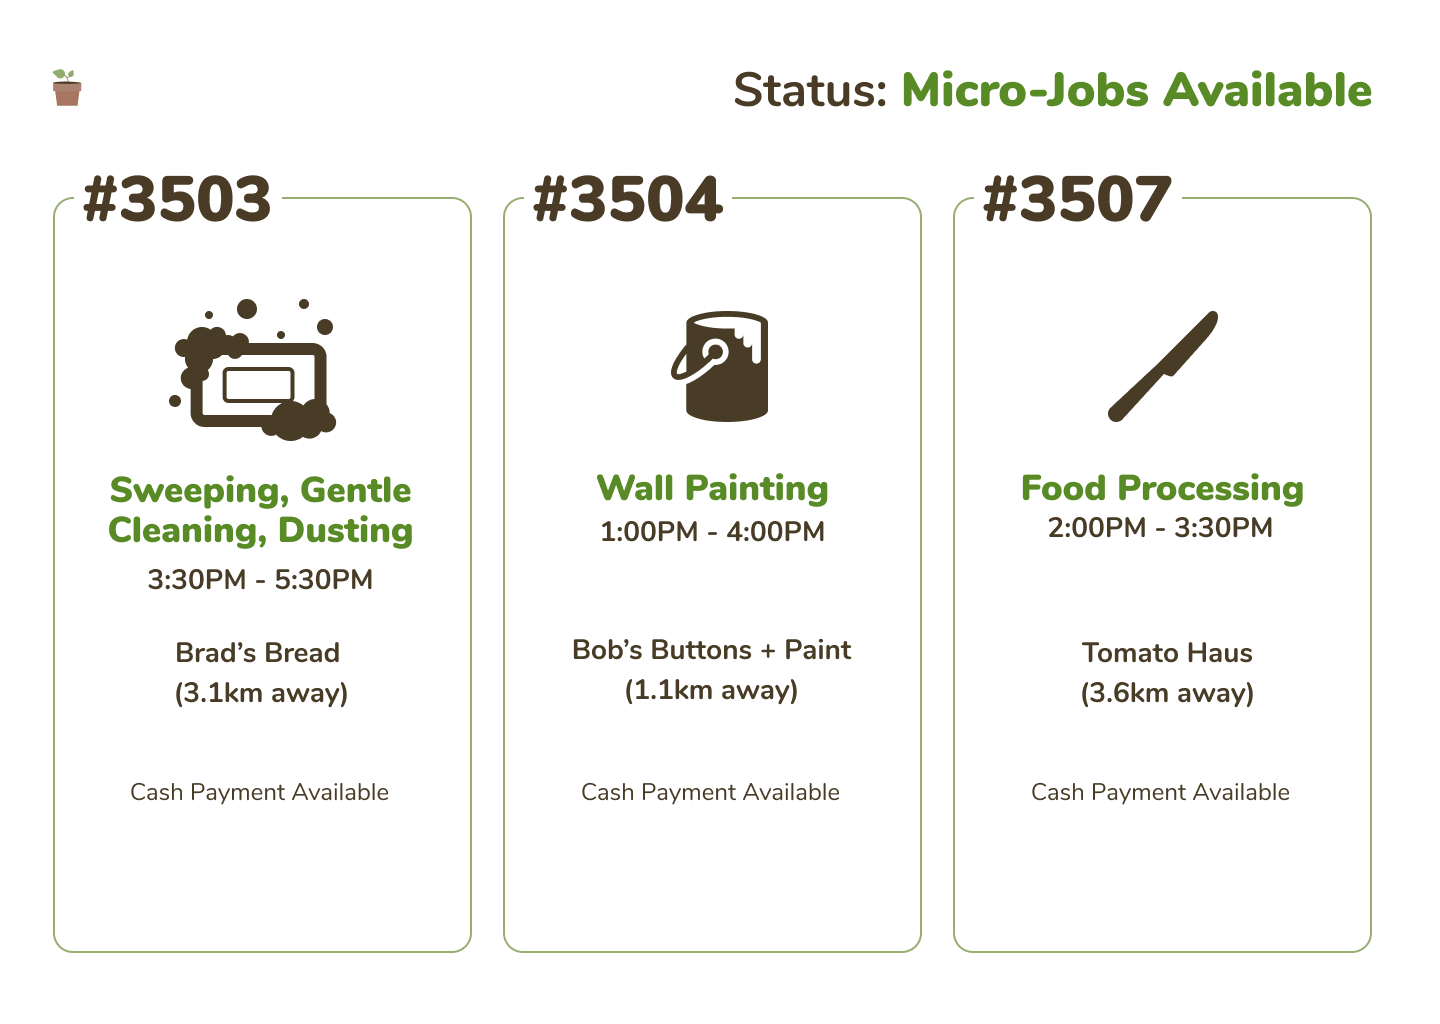 Status: Micro-Jobs Available
#3503
Sweeping, Gentle
Cleaning, Dusting
3:30PM - 5:30PM
Brad’s Bread
(3.1km away)
Cash Payment Available
#3504
Wall Painting
1:00PM - 4:00PM
Bob’s Buttons + Paint
(1.1km away)
Cash Payment Available
#3507
Food Processing
2:00PM - 3:30PM
Tomato Haus
(3.6km away)
Cash Payment Available